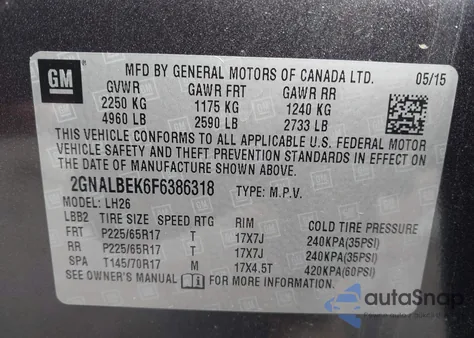 GM
MFD BY GENERAL MOTORS OF CANADA LTD. 05/15
GVWR GAWR FRT GAWR RR
2250 KG 1175 KG 1240 KG
4960 LB 2590 LB 2733 LB
THIS VEHICLE CONFORMS TO ALL APPLICABLE U.S. FEDERAL MOTOR
VEHICLE SAFETY AND THEFT PREVENTION STANDARDS IN EFFECT ON
THE DATE OF MANUFACTURE SHOWN ABOVE.
2GNALBEK6F6386318 TYPE: M.P.V.
MODEL: LH26
LBB2 TIRE SIZE SPEED RTG RIM COLD TIRE PRESSURE
FRT P225/65R17 T 17X7J 240KPA(35PSI)
RR P225/65R17 T 17X7J 240KPA(35PSI)
SPA T145/70R17 M 17X4.5T 420KPA(60PSI)
SEE OWNER'S MANUAL FOR MORE INFORMATION.
autoSnap